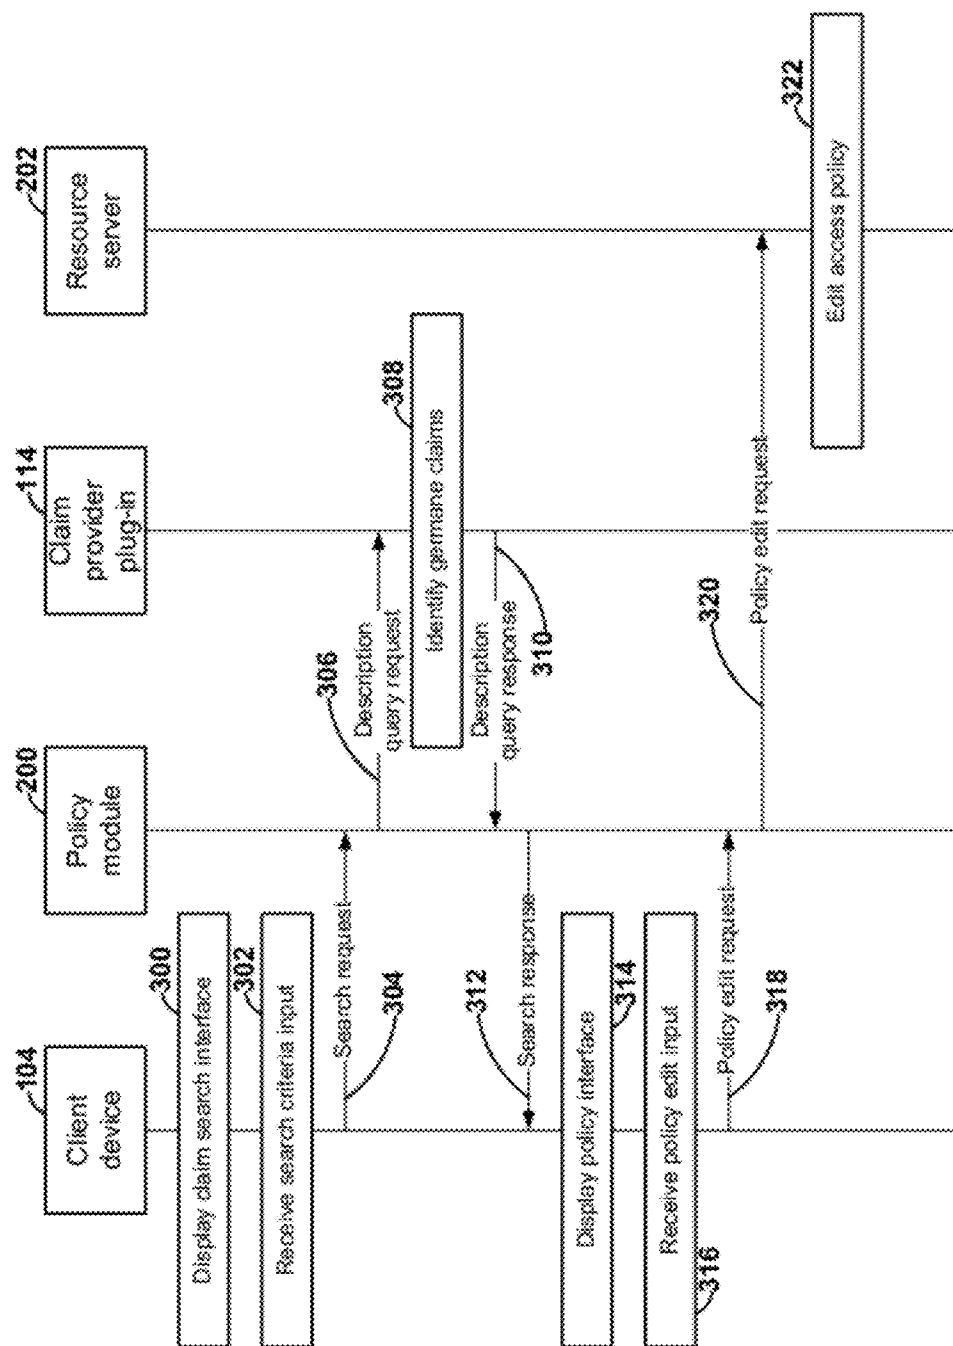 104
Client
device
200
Policy
module
114
Claim
provider
plug-in
202
Resource
server
300
Display claim search interface
302
Receive search criteria input
Search request
304
306
Description
query request
308
Identify germane claims
Description
query response
310
Search response
312
Display policy interface
314
Receive policy edit input
316
Policy edit request
318
Policy edit request
320
322
Edit access policy